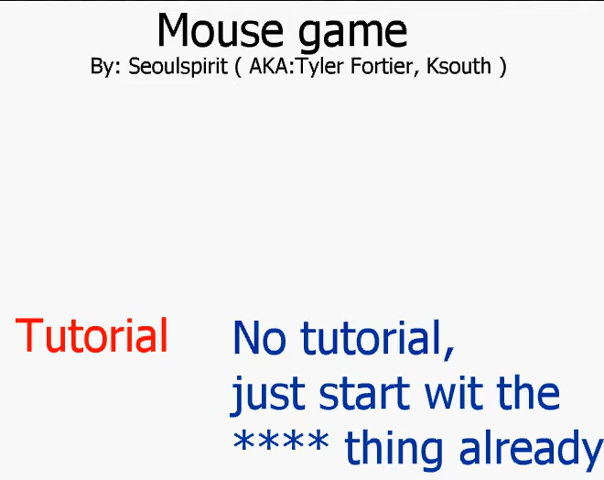 Mouse game
By: Seoulspirit ( AKA:Tyler Fortier, Ksouth )
Tutorial
No tutorial,
just start wit the
**** thing already